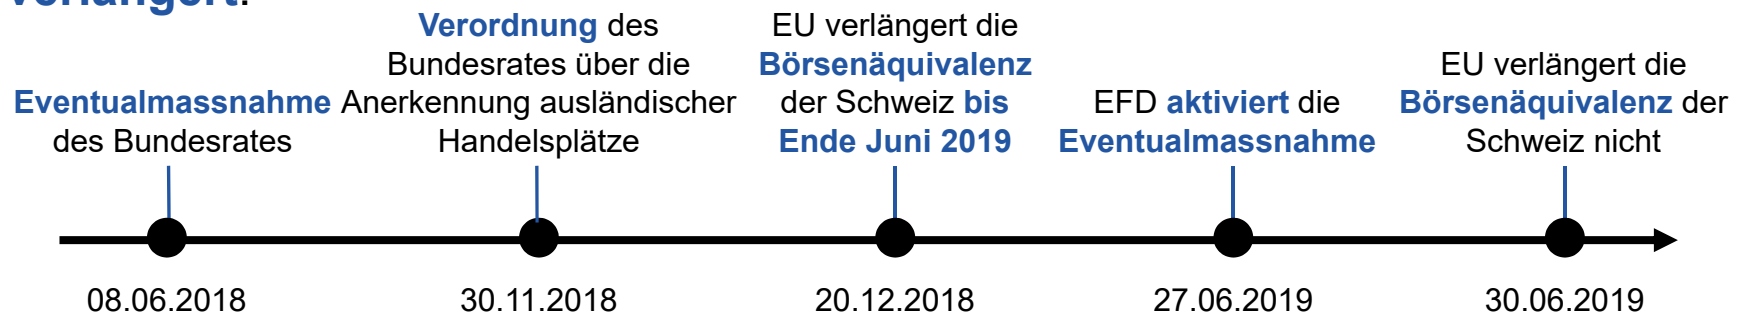 verlängert.
Eventualmassnahme
des Bundesrates
Verordnung des
Bundesrates über die
Anerkennung ausländischer
Handelsplätze
EU verlängert die
Börsenäquivalenz
der Schweiz bis
Ende Juni 2019
EFD aktiviert die
Eventualmassnahme
EU verlängert die
Börsenäquivalenz der
Schweiz nicht
08.06.2018
30.11.2018
20.12.2018
27.06.2019
30.06.2019